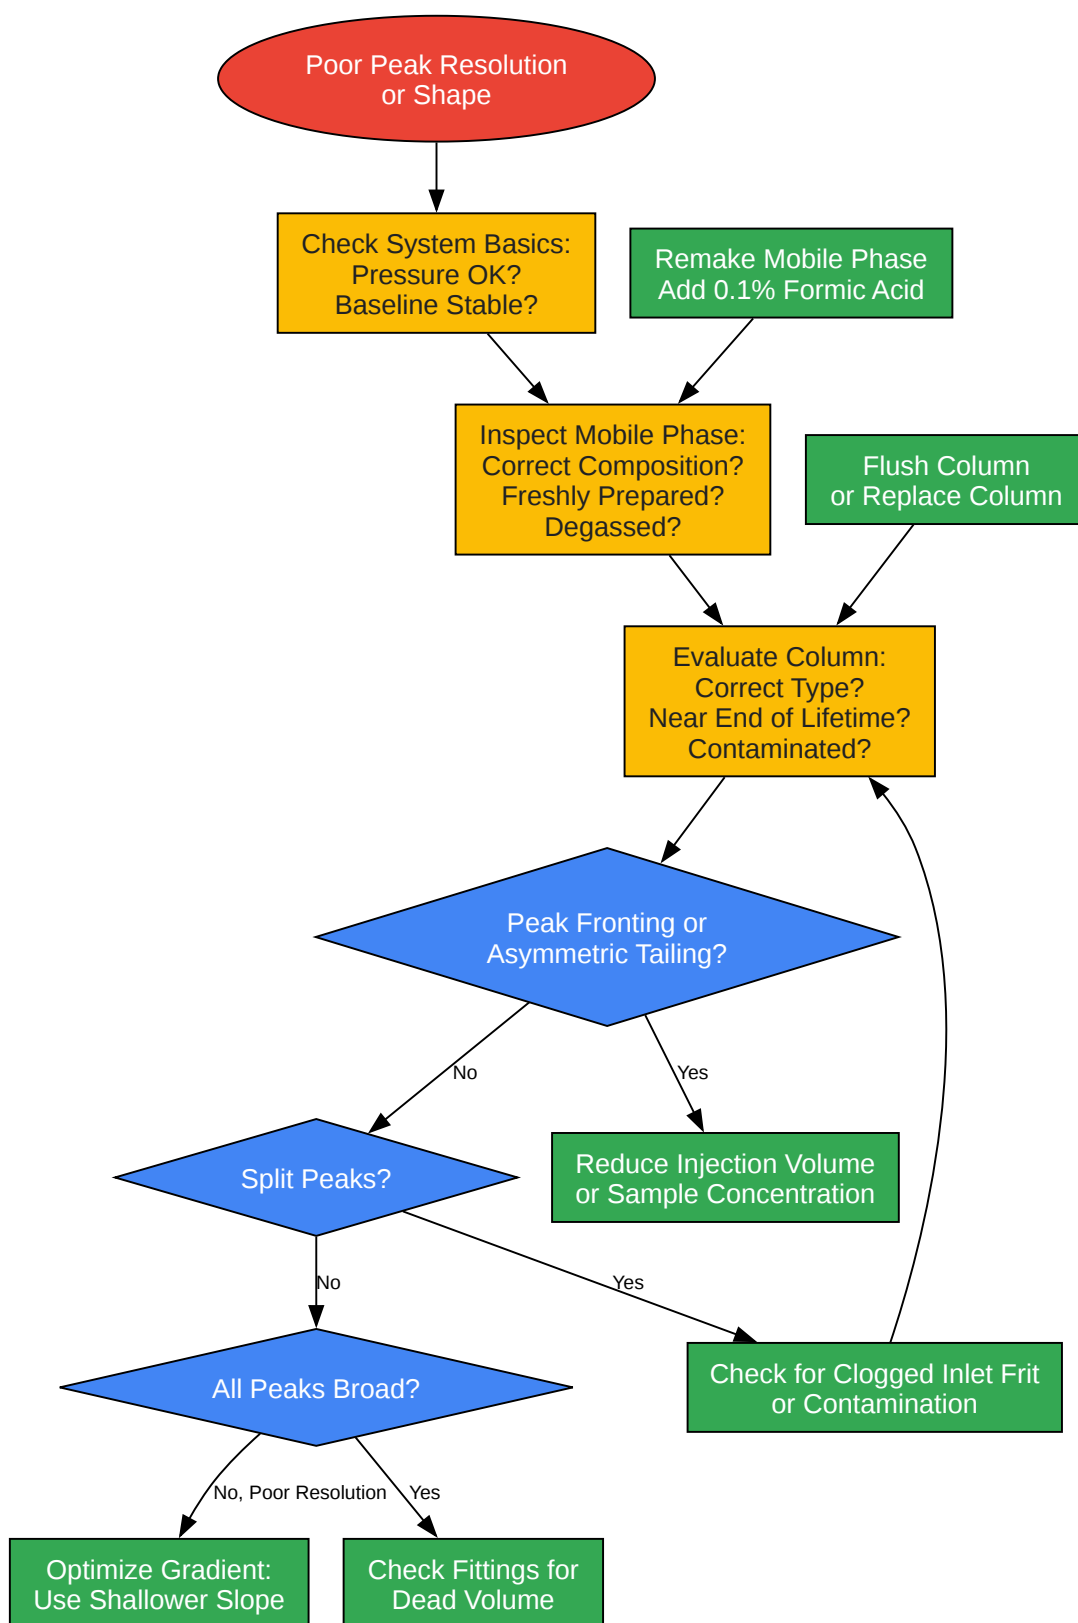 Poor Peak Resolution
or Shape
Check System Basics:
Pressure OK?
Baseline Stable?
Remake Mobile Phase
Add 0.1% Formic Acid
Inspect Mobile Phase:
Correct Composition?
Freshly Prepared?
Degassed?
Flush Column
or Replace Column
Evaluate Column:
Correct Type?
Near End of Lifetime?
Contaminated?
Peak Fronting or
Asymmetric Tailing?
No
Yes
Split Peaks?
Reduce Injection Volume
or Sample Concentration
No
Yes
All Peaks Broad?
Check for Clogged Inlet Frit
or Contamination
No, Poor Resolution
Yes
Optimize Gradient:
Use Shallower Slope
Check Fittings for
Dead Volume